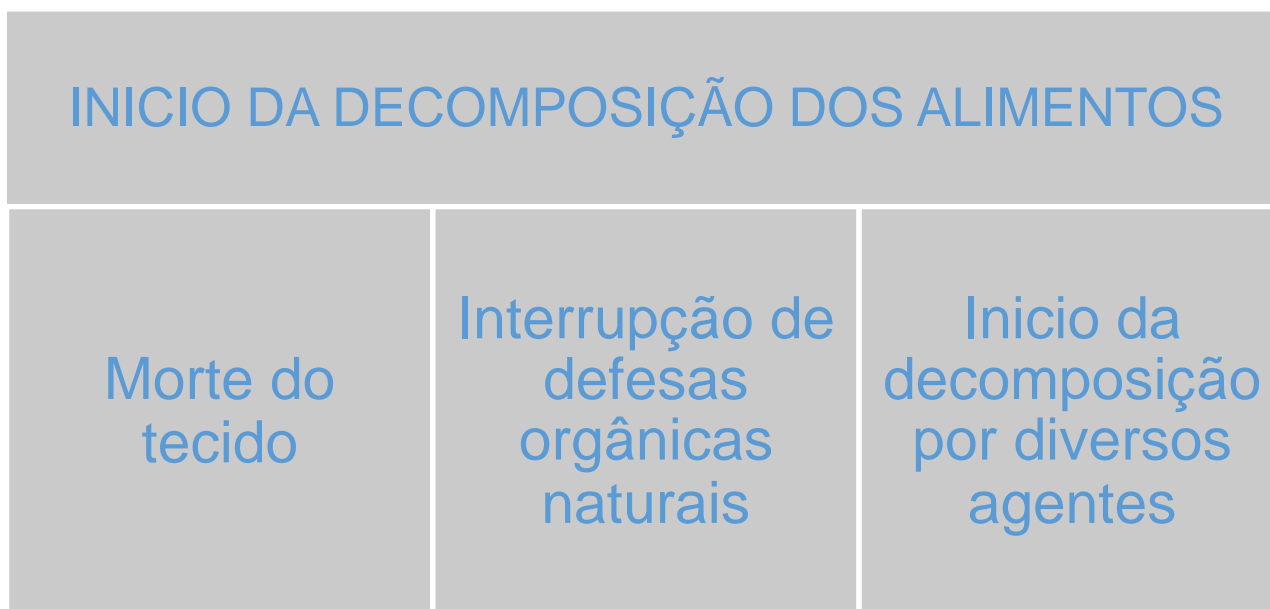 INICIO DA DECOMPOSIÇÃO DOS ALIMENTOS
Morte do
tecido
Interrupção de
defesas
orgânicas
naturais
Inicio da
decomposição
por diversos
agentes